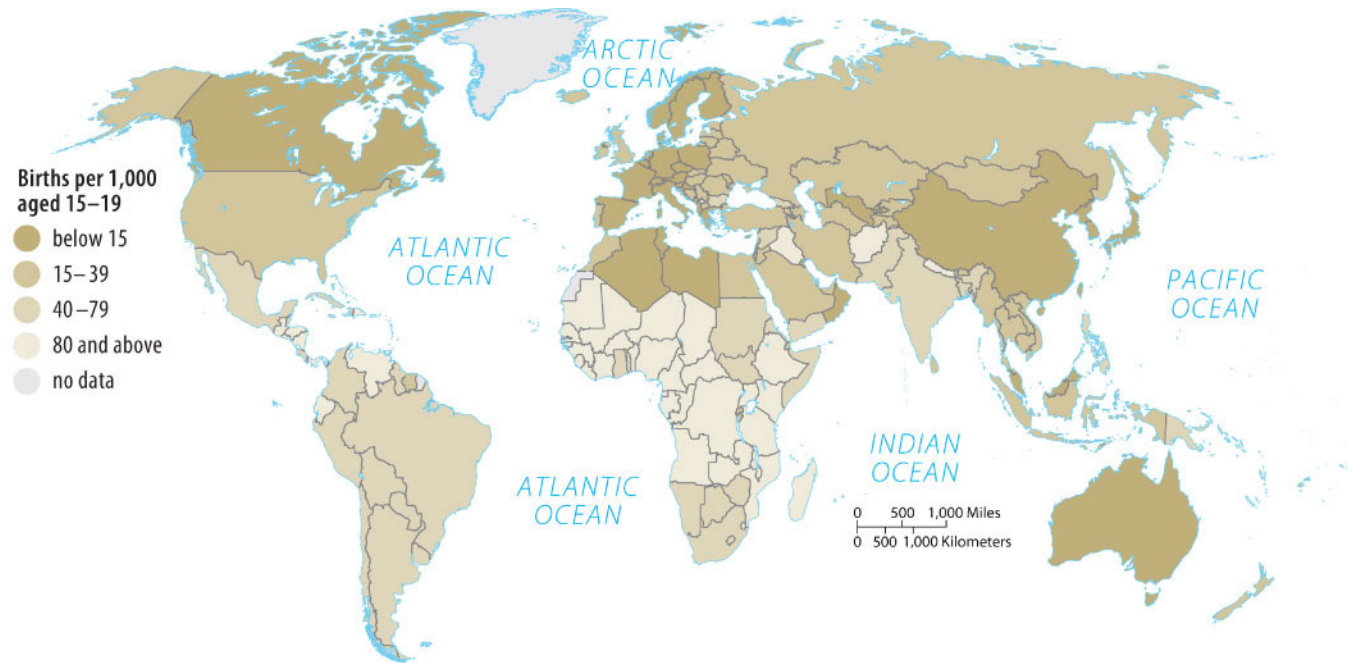 ARCTIC
OCEAN
Births per 1,000
aged 15–19
below 15
15–39
40–79
80 and above
no data
ATLANTIC
OCEAN
PACIFIC
OCEAN
INDIAN
OCEAN
ATLANTIC
OCEAN
0 500 1,000 Miles
0 500 1,000 Kilometers